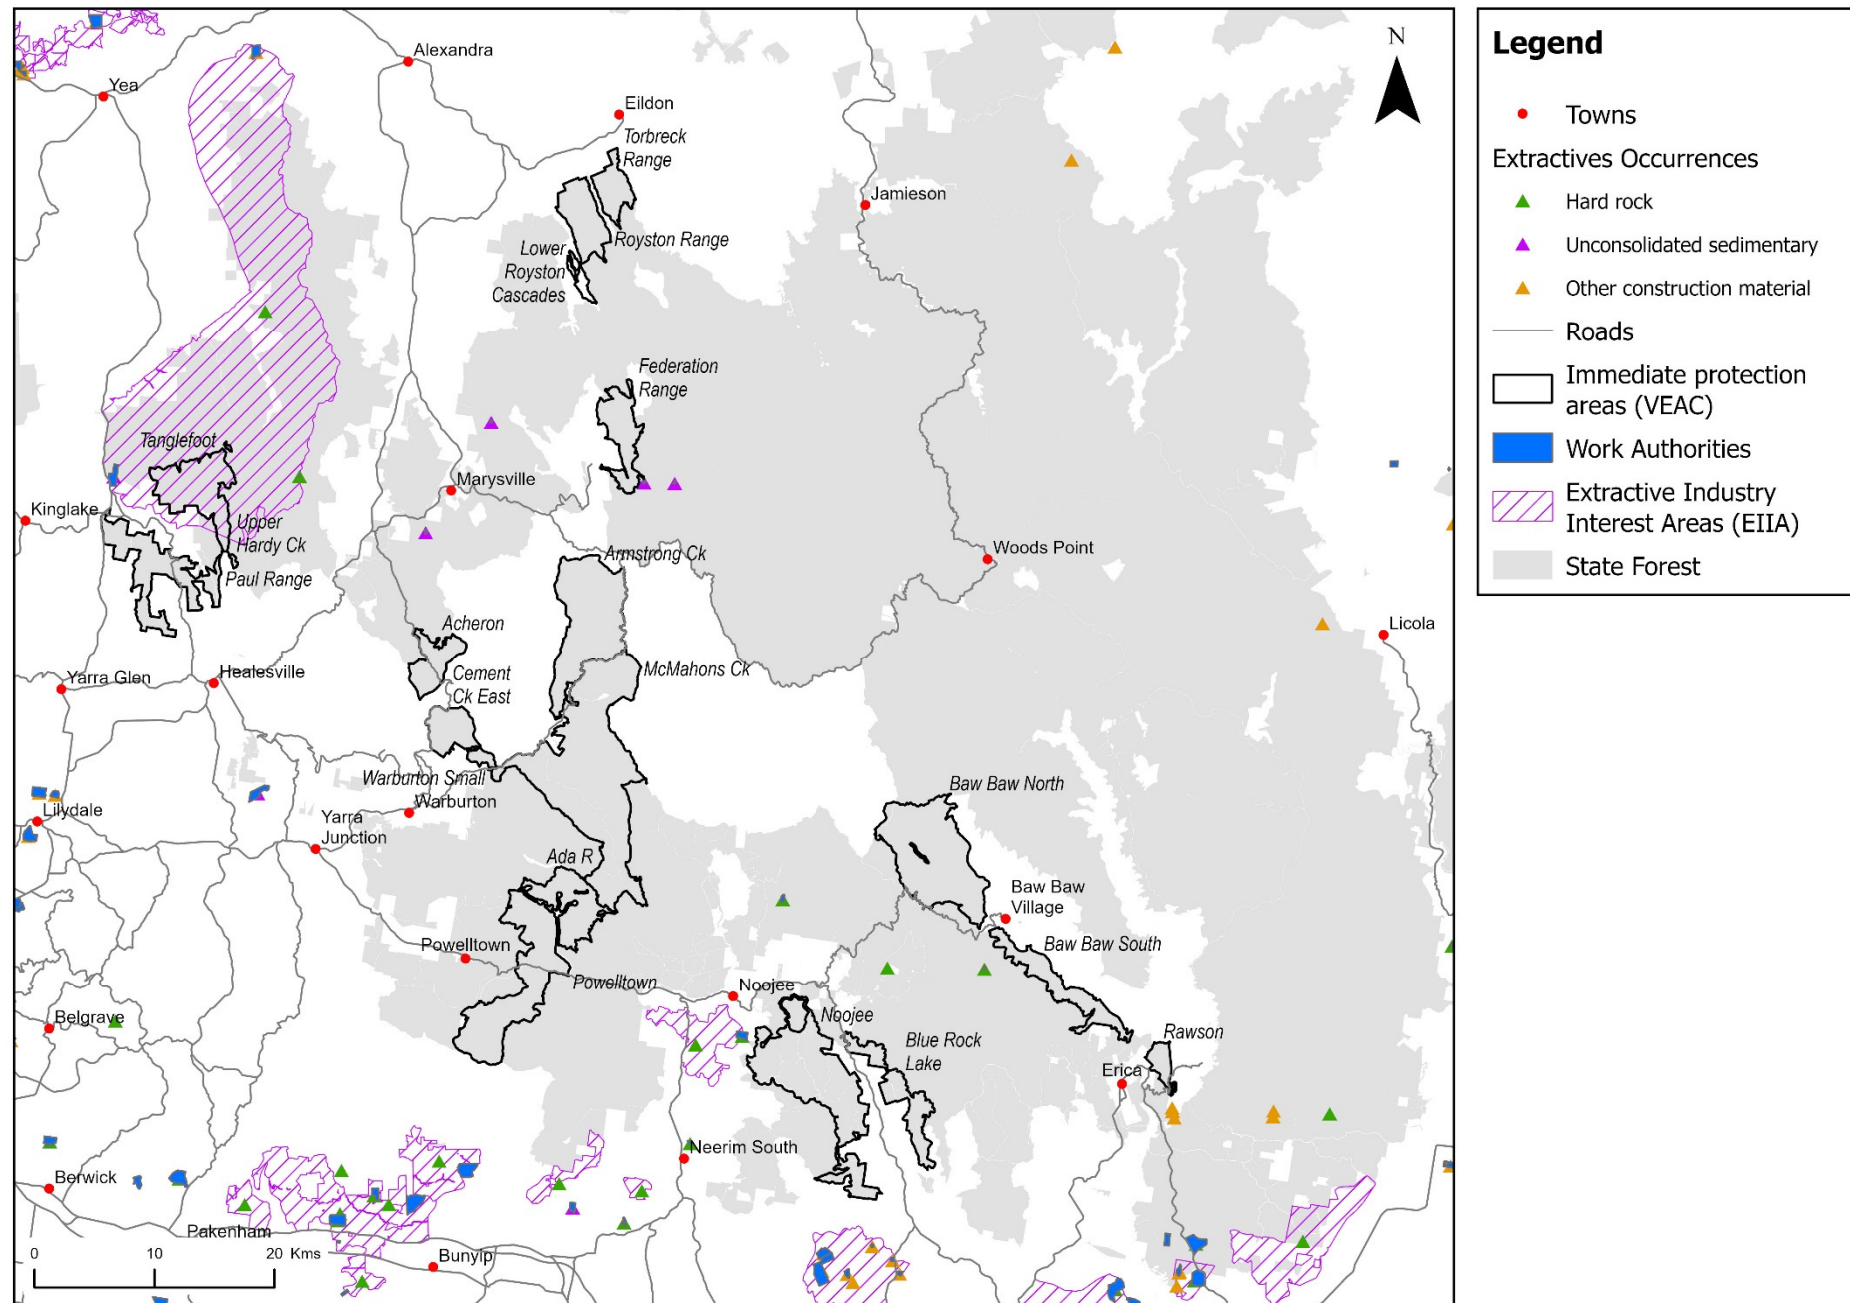 Alexandra
Yea
Eildon
Torbreck
Range
Jamieson
Royston Range
Lower
Royston
Cascades
Federation
Range
Tanglefoot
Marysville
Kinglake
Upper
Hardy Ck
Paul Range
Armstrong Ck
Woods Point
Acheron
Licola
Cement
Ck East
McMahons Ck
Healesville
Yarra Glen
Warburton Small
Warburton
Baw Baw North
Lilydale
Yarra
Junction
Ada R
Baw Baw
Village
Baw Baw South
Powelltown
Powelltown
Noojee
Noojee
Belgrave
Blue Rock
Lake
Rawson
Erica
Neerim South
Berwick
Pakenham
Bunyip
0 10 20 Kms
N
Legend
Towns
Extractives Occurrences
Hard rock
Unconsolidated sedimentary
Other construction material
Roads
Immediate protection
areas (VEAC)
Work Authorities
Extractive Industry
Interest Areas (EIIA)
State Forest